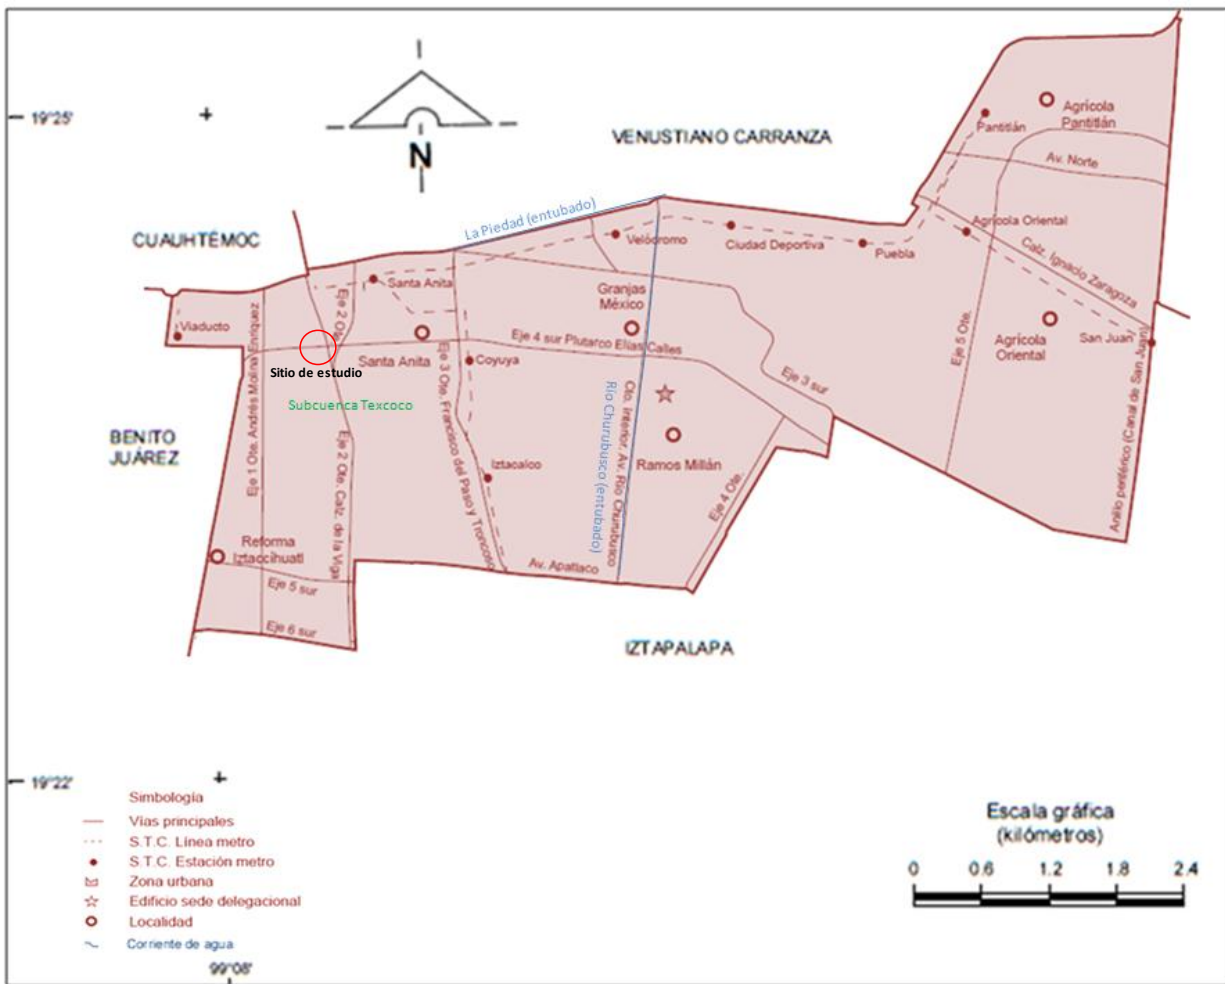 19°25'
N
VENUSTIANO CARRANZA
Agrícola
Pantitlán
Pantitlán
Av. Norte
La Piedad (entubado)
CUAUHTÉMOC
Velódromo
Ciudad Deportiva
Puebla
Agrícola Oriental
Calz. Ignacio Zaragoza
Santa Anita
Granjas
México
Viaducto
Eje 1 Ote. Andrés Molina Enríquez
Eje 2 Ote.
Santa Anita
Eje 4 sur Plutarco Elías Calles
Coyuya
Eje 3 sur
Eje 5 Ote.
Agrícola
Oriental
San Juan
Anillo periférico (Canal de San Juan)
Sitio de estudio
Subcuenca Texcoco
BENITO
JUÁREZ
Eje 2 Ote. Calz. de la Viga
Eje 3 Ote. Francisco del Paso y Troncoso
Iztacalco
Río Churubusco (entubado)
Cto. Interior. Av. Río Churubusco
Ramos Millán
Eje 4 Ote.
Reforma
Iztaccíhuatl
Eje 5 sur
Eje 6 sur
Av. Apatlaco
IZTAPALAPA
19°22'
Simbología
Vías principales
S.T.C. Línea metro
S.T.C. Estación metro
Zona urbana
Edificio sede delegacional
Localidad
Corriente de agua
99°08'
Escala gráfica
(kilómetros)
0 0.6 1.2 1.8 2.4